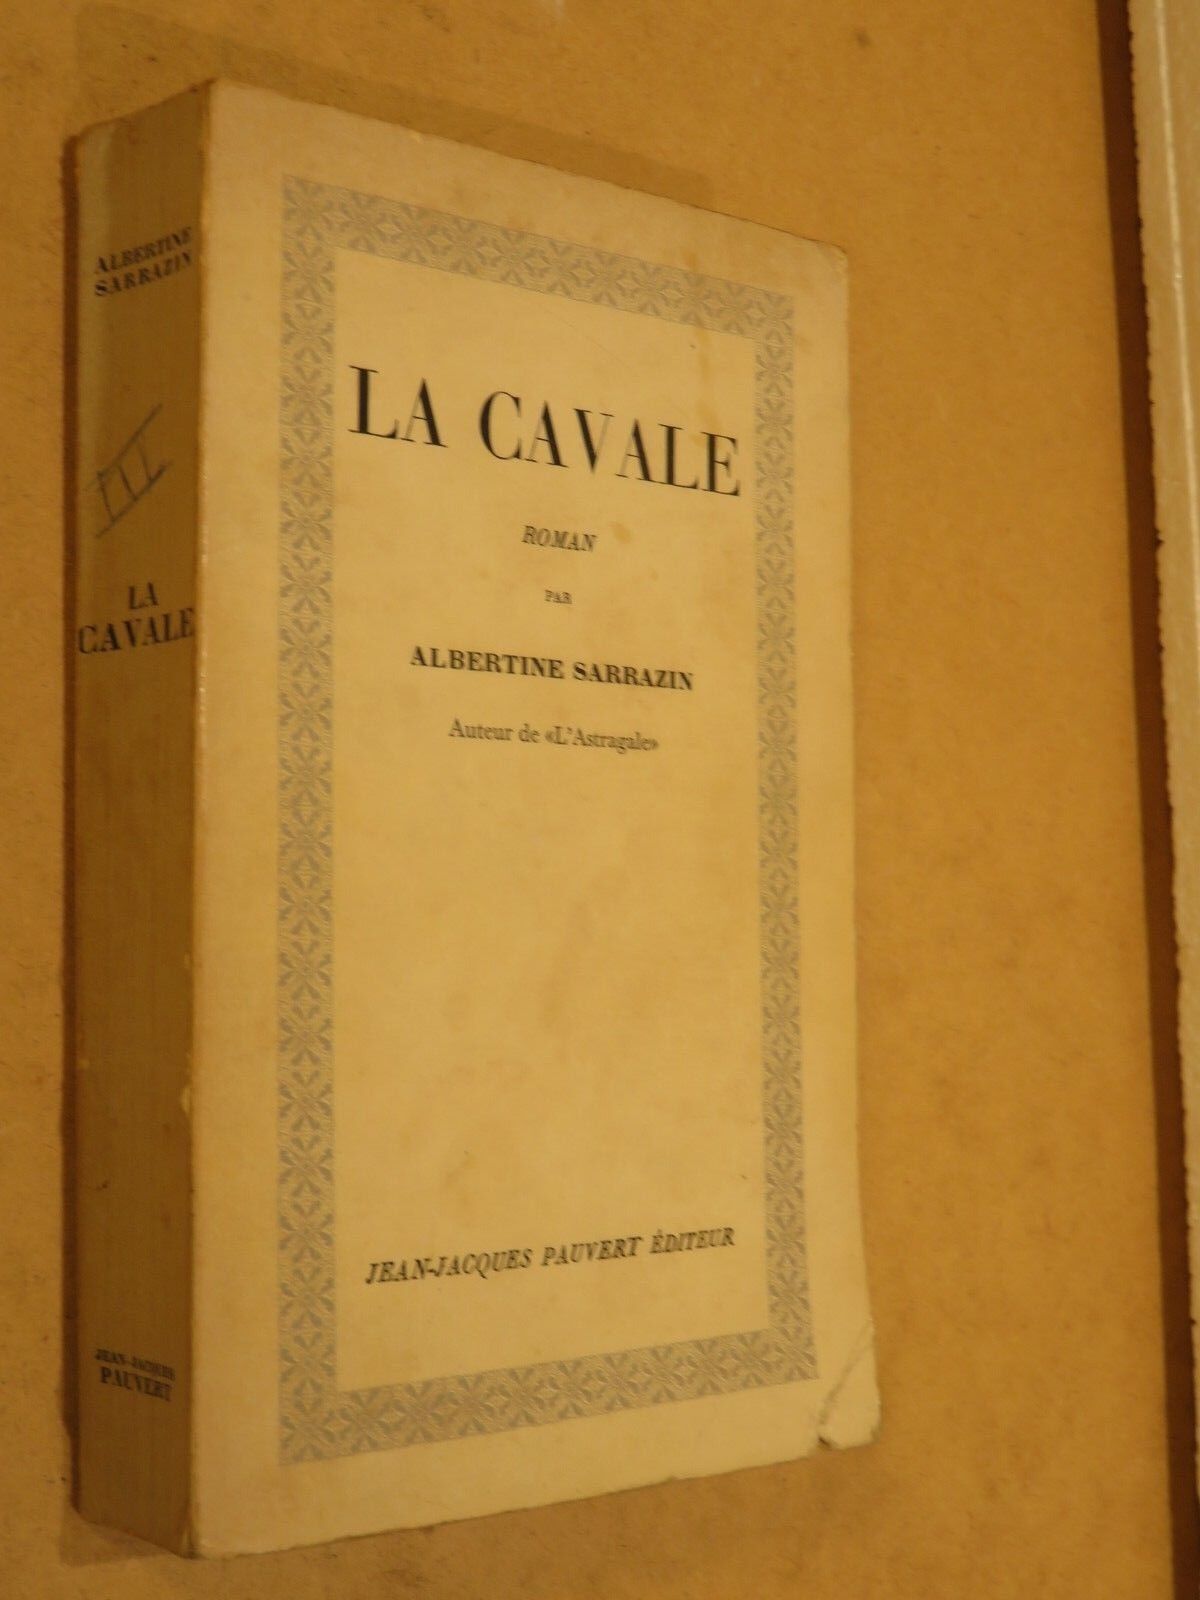 ALBERTINE
SARRAZIN
LA
CAVALE
JEAN-JACQUES
PAUVERT
LA CAVALE
ROMAN
PAR
ALBERTINE SARRAZIN
Auteur de «L'Astragale»
JEAN-JACQUES PAUVERT ÉDITEUR